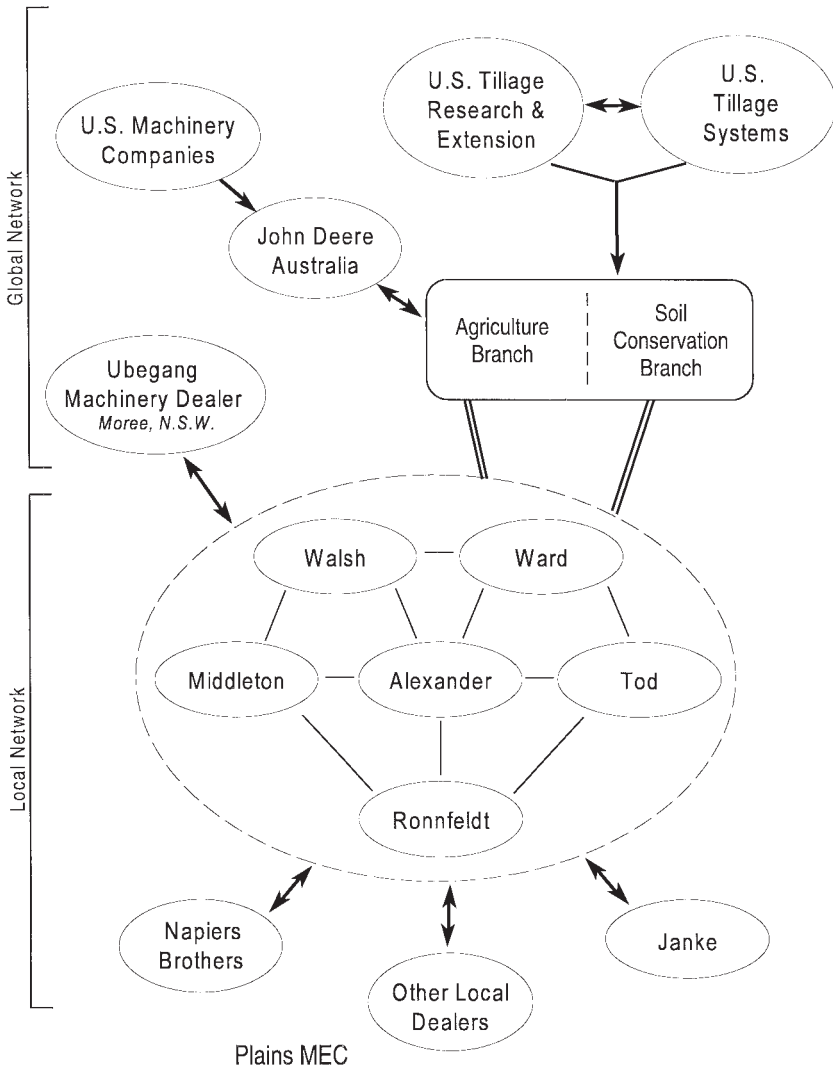 Global Network
U.S. Tillage
Research &
Extension
U.S.
Tillage
Systems
U.S. Machinery
Companies
John Deere
Australia
Agriculture
Branch
Soil
Conservation
Branch
Ubegang
Machinery Dealer
Moree, N.S.W.
Local Network
Walsh
Ward
Middleton
Alexander
Tod
Ronnfeldt
Napiers
Brothers
Janke
Other Local
Dealers
Plains MEC